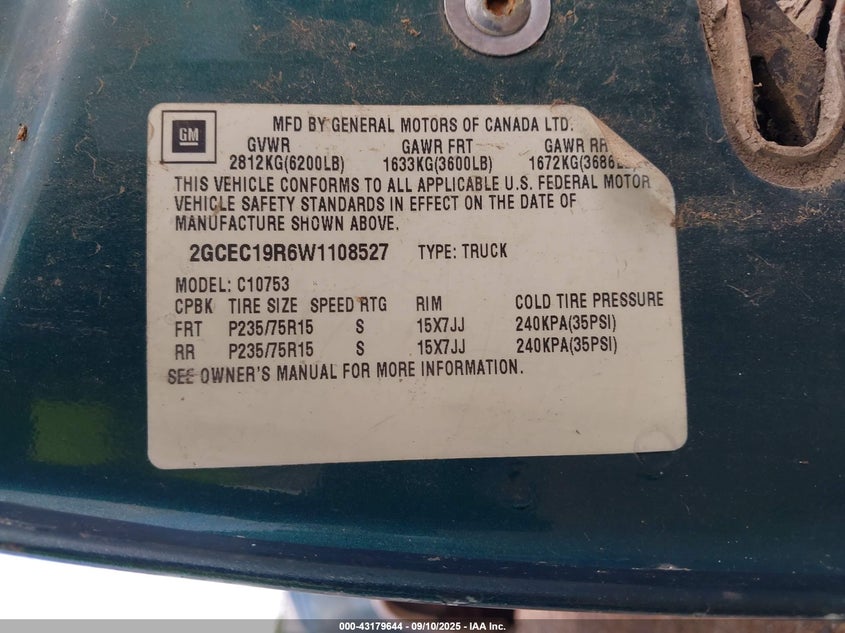 GM
MFD BY GENERAL MOTORS OF CANADA LTD.
GVWR GAWR FRT GAWR RR
2812KG(6200LB) 1633KG(3600LB) 1672KG(3686
THIS VEHICLE CONFORMS TO ALL APPLICABLE U.S. FEDERAL MOTOR
VEHICLE SAFETY STANDARDS IN EFFECT ON THE DATE OF
MANUFACTURE SHOWN ABOVE.
2GCEC19R6W1108527 TYPE: TRUCK
MODEL: C10753
CPBK TIRE SIZE SPEED RTG RIM COLD TIRE PRESSURE
FRT P235/75R15 S 15X7JJ 240KPA(35PSI)
RR P235/75R15 S 15X7JJ 240KPA(35PSI)
SEE OWNER'S MANUAL FOR MORE INFORMATION.
000-43179644 - 09/10/2025 - IAA Inc.